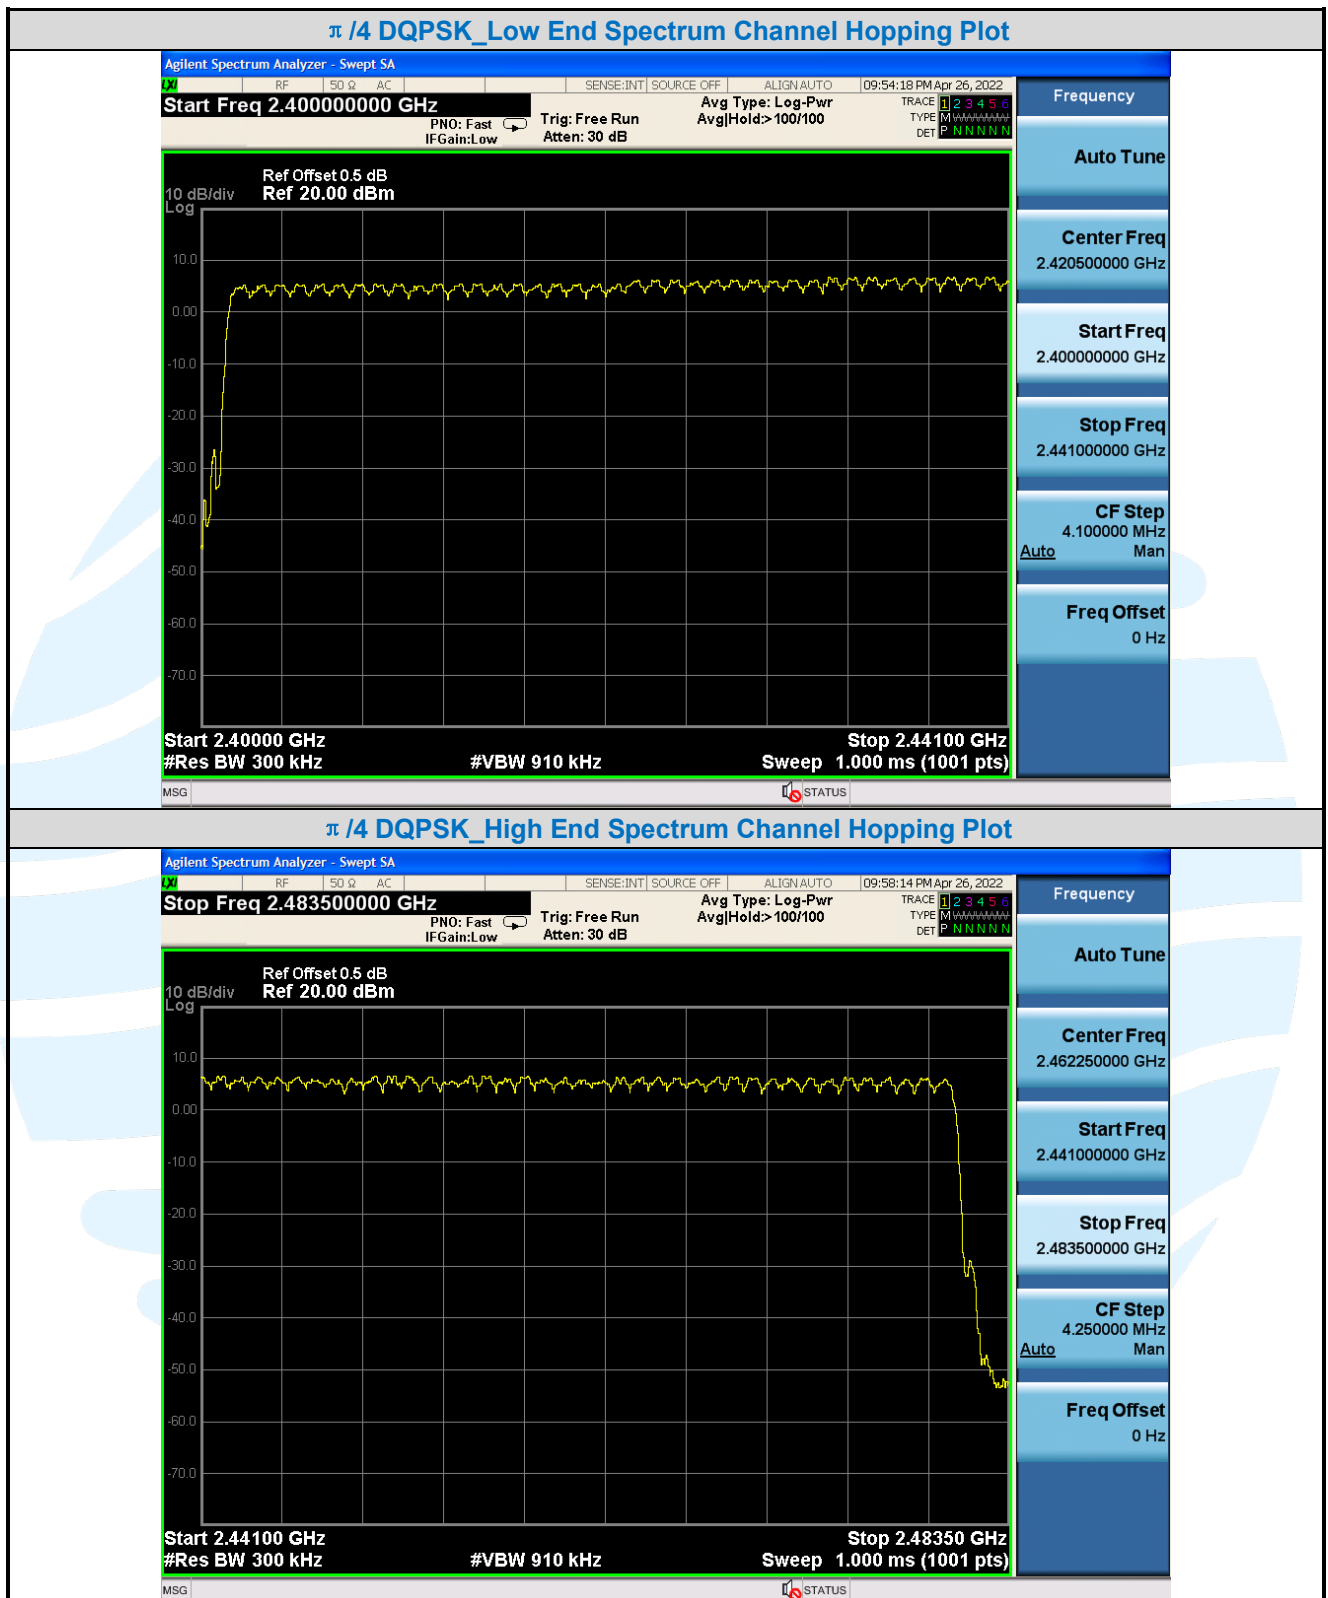 π /4 DQPSK_Low End Spectrum Channel Hopping Plot
Agilent Spectrum Analyzer - Swept SA
LXI RF 50 Ω AC SENSE:INT SOURCE OFF ALIGN AUTO 09:54:18 PM Apr 26, 2022
Start Freq 2.400000000 GHz
PNO: Fast
IFGain:Low
Trig: Free Run
Atten: 30 dB
Avg Type: Log-Pwr
Avg|Hold:>100/100
TRACE 1 2 3 4 5 6
TYPE M
DET P N N N N N
Ref Offset 0.5 dB
10 dB/div Ref 20.00 dBm
Log
10.0
0.00
-10.0
-20.0
-30.0
-40.0
-50.0
-60.0
-70.0
Start 2.40000 GHz Stop 2.44100 GHz
#Res BW 300 kHz #VBW 910 kHz Sweep 1.000 ms (1001 pts)
MSG STATUS
Frequency
Auto Tune
Center Freq
2.420500000 GHz
Start Freq
2.400000000 GHz
Stop Freq
2.441000000 GHz
CF Step
4.100000 MHz
Auto Man
Freq Offset
0 Hz
π /4 DQPSK_High End Spectrum Channel Hopping Plot
Agilent Spectrum Analyzer - Swept SA
LXI RF 50 Ω AC SENSE:INT SOURCE OFF ALIGN AUTO 09:58:14 PM Apr 26, 2022
Stop Freq 2.483500000 GHz
PNO: Fast
IFGain:Low
Trig: Free Run
Atten: 30 dB
Avg Type: Log-Pwr
Avg|Hold:>100/100
TRACE 1 2 3 4 5 6
TYPE M
DET P N N N N N
Ref Offset 0.5 dB
10 dB/div Ref 20.00 dBm
Log
10.0
0.00
-10.0
-20.0
-30.0
-40.0
-50.0
-60.0
-70.0
Start 2.44100 GHz Stop 2.48350 GHz
#Res BW 300 kHz #VBW 910 kHz Sweep 1.000 ms (1001 pts)
MSG STATUS
Frequency
Auto Tune
Center Freq
2.462250000 GHz
Start Freq
2.441000000 GHz
Stop Freq
2.483500000 GHz
CF Step
4.250000 MHz
Auto Man
Freq Offset
0 Hz